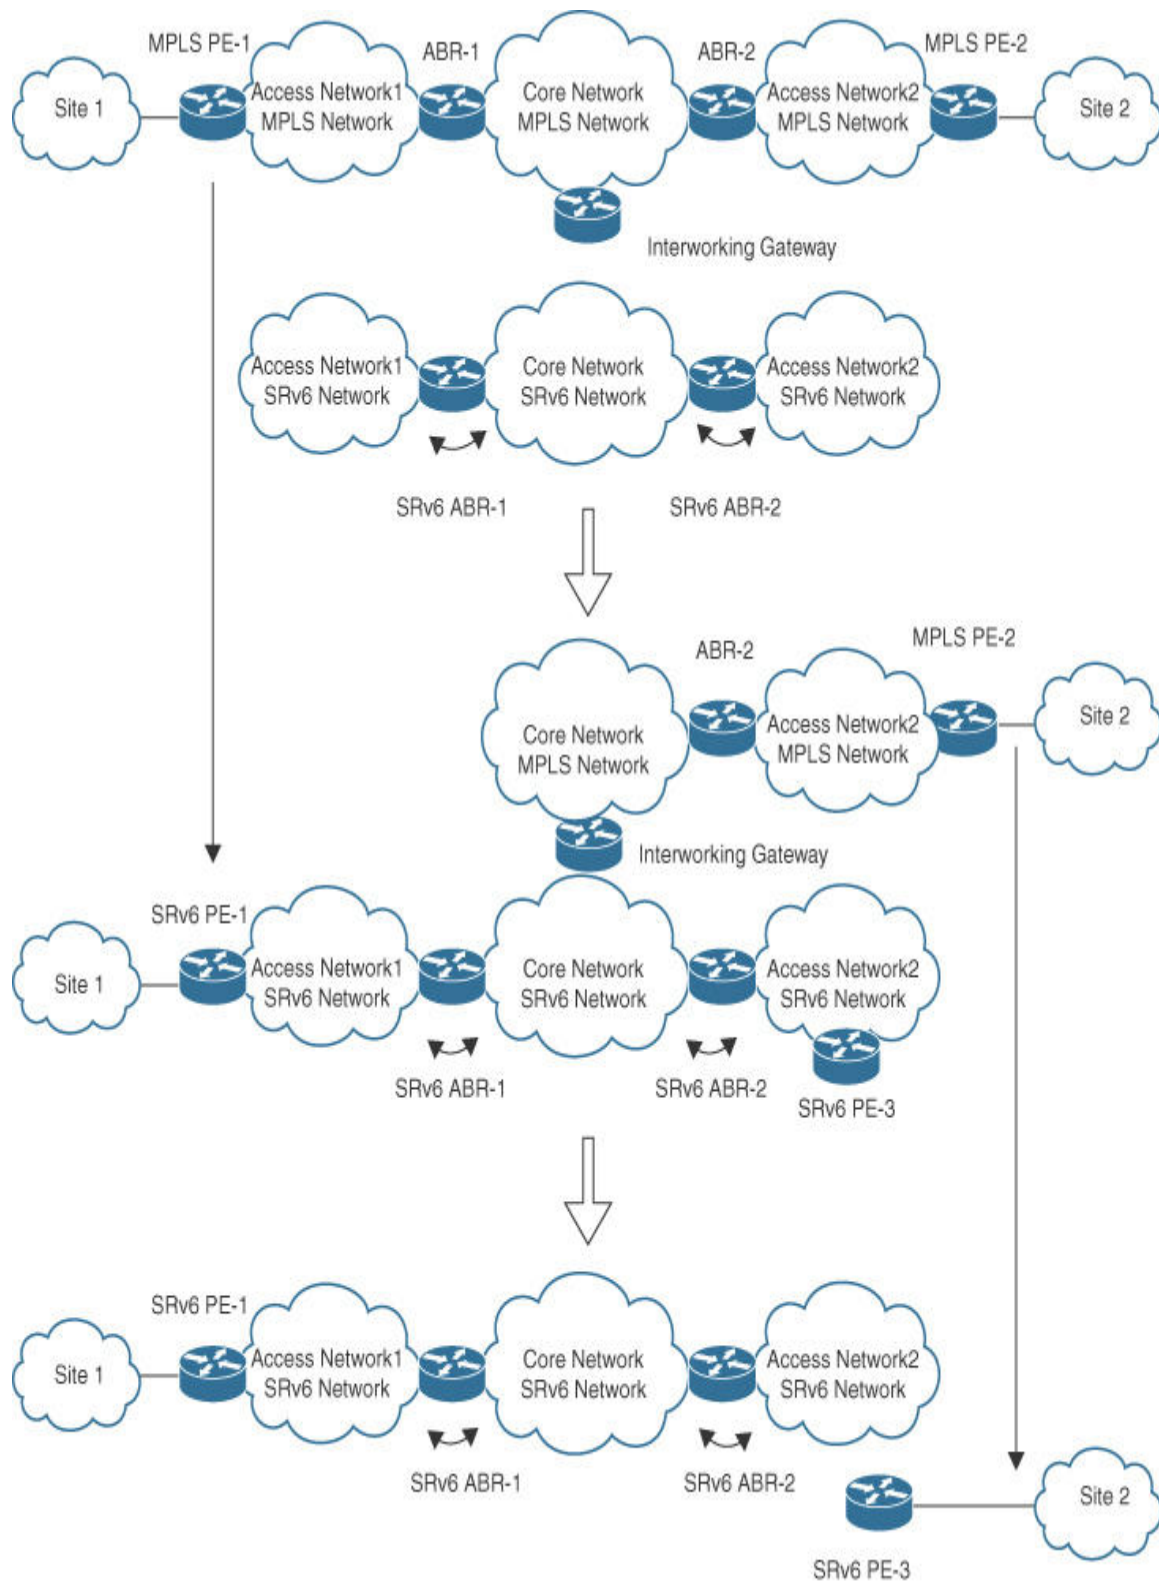 MPLS PE-1
ABR-1
ABR-2
MPLS PE-2
Site 1
Access Network1
MPLS Network
Core Network
MPLS Network
Access Network2
MPLS Network
Site 2
Interworking Gateway
Access Network1
SRv6 Network
Core Network
SRv6 Network
Access Network2
SRv6 Network
SRv6 ABR-1
SRv6 ABR-2
ABR-2
MPLS PE-2
Core Network
MPLS Network
Access Network2
MPLS Network
Site 2
Interworking Gateway
SRv6 PE-1
Site 1
Access Network1
SRv6 Network
Core Network
SRv6 Network
Access Network2
SRv6 Network
SRv6 ABR-1
SRv6 ABR-2
SRv6 PE-3
SRv6 PE-1
Site 1
Access Network1
SRv6 Network
Core Network
SRv6 Network
Access Network2
SRv6 Network
SRv6 ABR-1
SRv6 ABR-2
Site 2
SRv6 PE-3